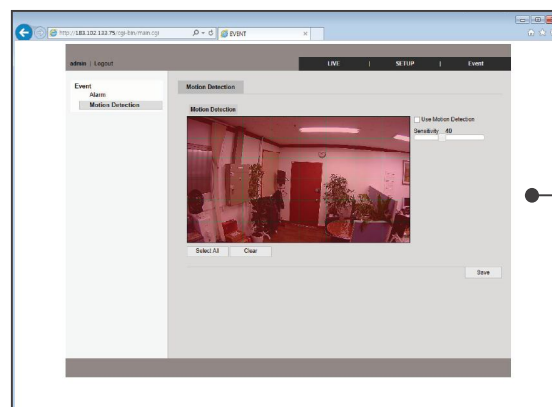 http://183.102.133.75/cgi-bin/main.cgi
EVENT
admin | Logout
LIVE | SETUP | Event
Event
Alarm
Motion Detection
Motion Detection
Motion Detection
Use Motion Detection
Sensitivity 40
Select All
Clear
Save